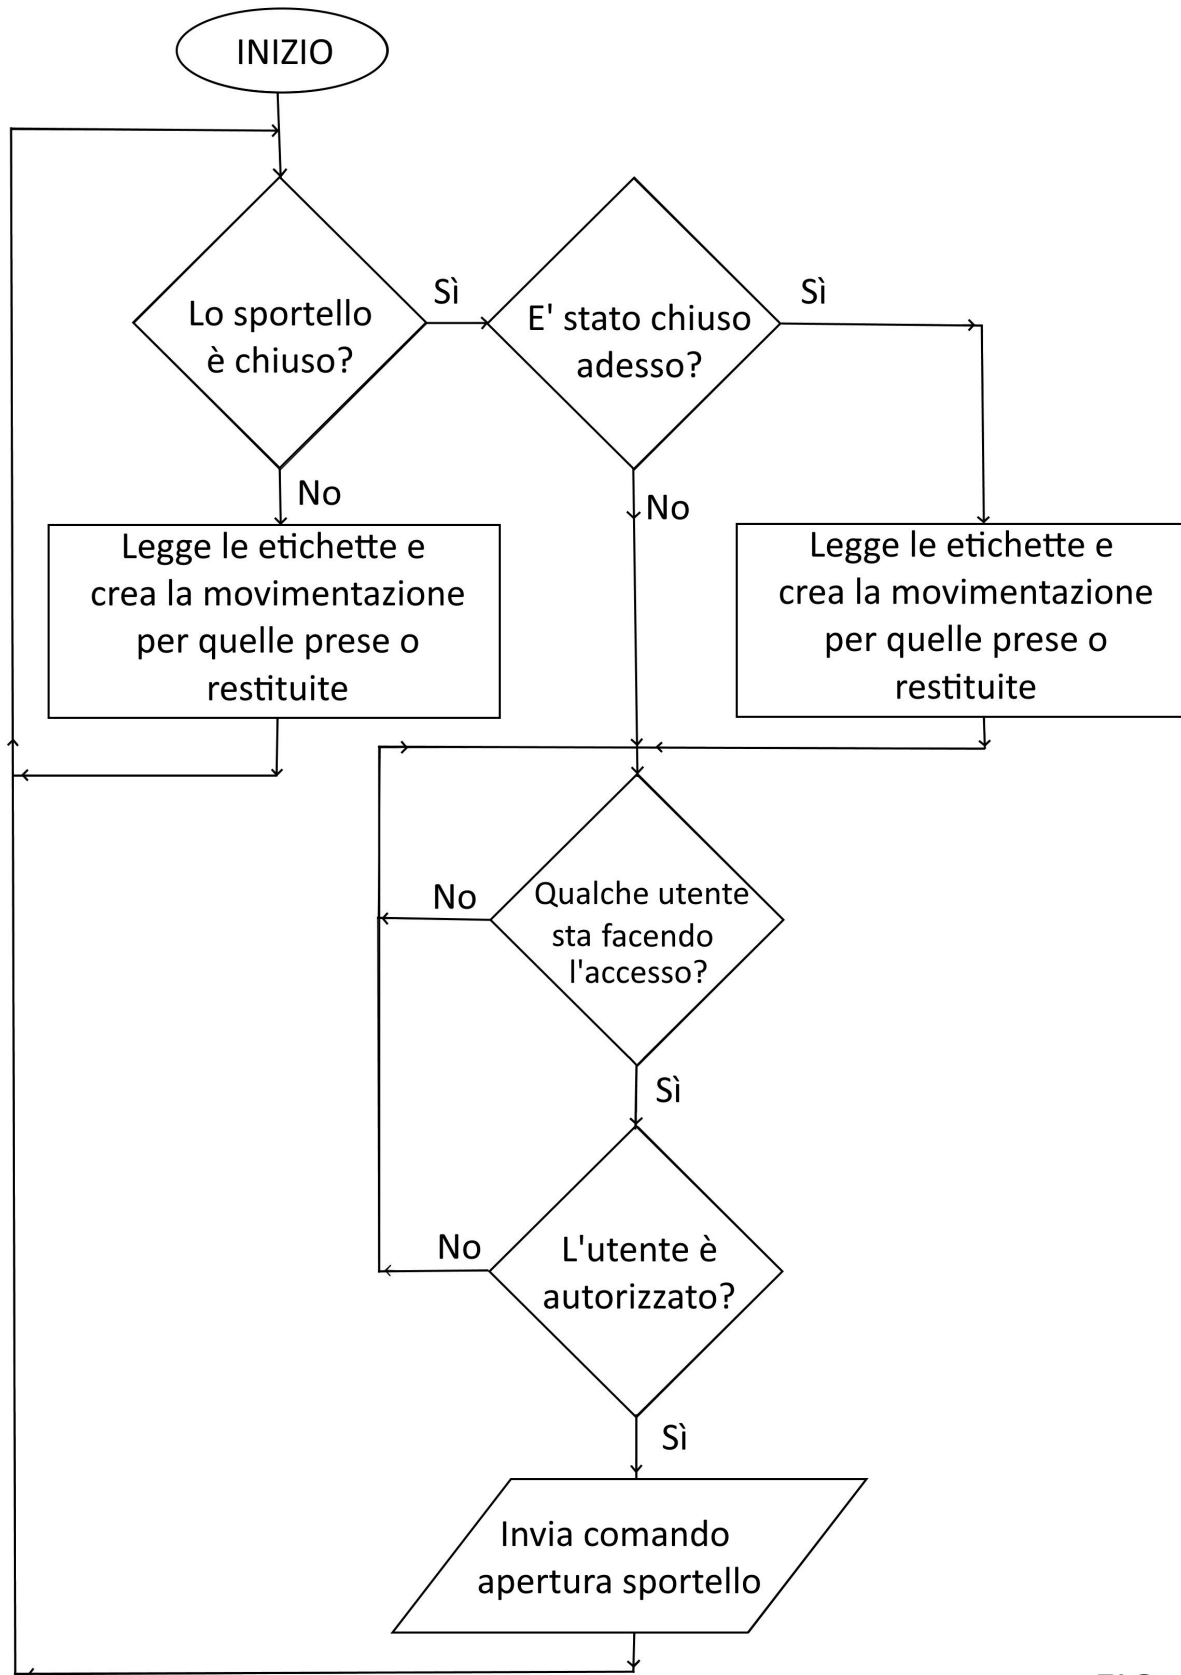 INIZIO
Lo sportello
è chiuso?
Sì
E' stato chiuso
adesso?
Sì
No
Legge le etichette e
crea la movimentazione
per quelle prese o
restituite
No
Legge le etichette e
crea la movimentazione
per quelle prese o
restituite
Qualche utente
sta facendo
l'accesso?
No
Sì
L'utente è
autorizzato?
No
Sì
Invia comando
apertura sportello